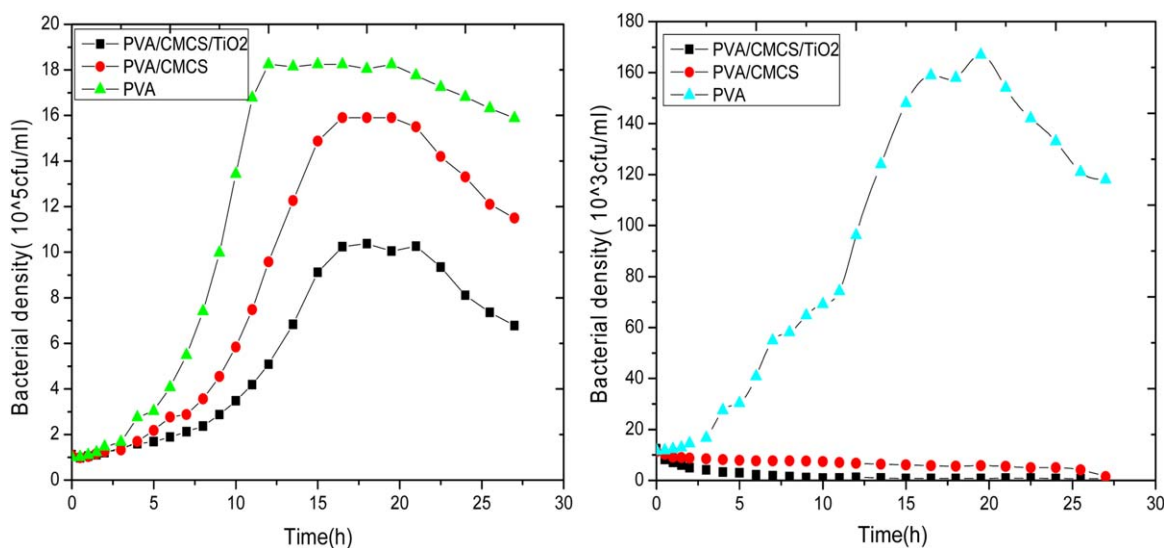 20
18
16
14
12
10
8
6
4
2
0
Bacterial density( 10^5cfu/ml)
PVA/CMCS/TiO2
PVA/CMCS
PVA
0 5 10 15 20 25 30
Time(h)
180
160
140
120
100
80
60
40
20
10
0
Bacterial density( 10^3cfu/ml)
PVA/CMCS/TiO2
PVA/CMCS
PVA
0 5 10 15 20 25 30
Time(h)